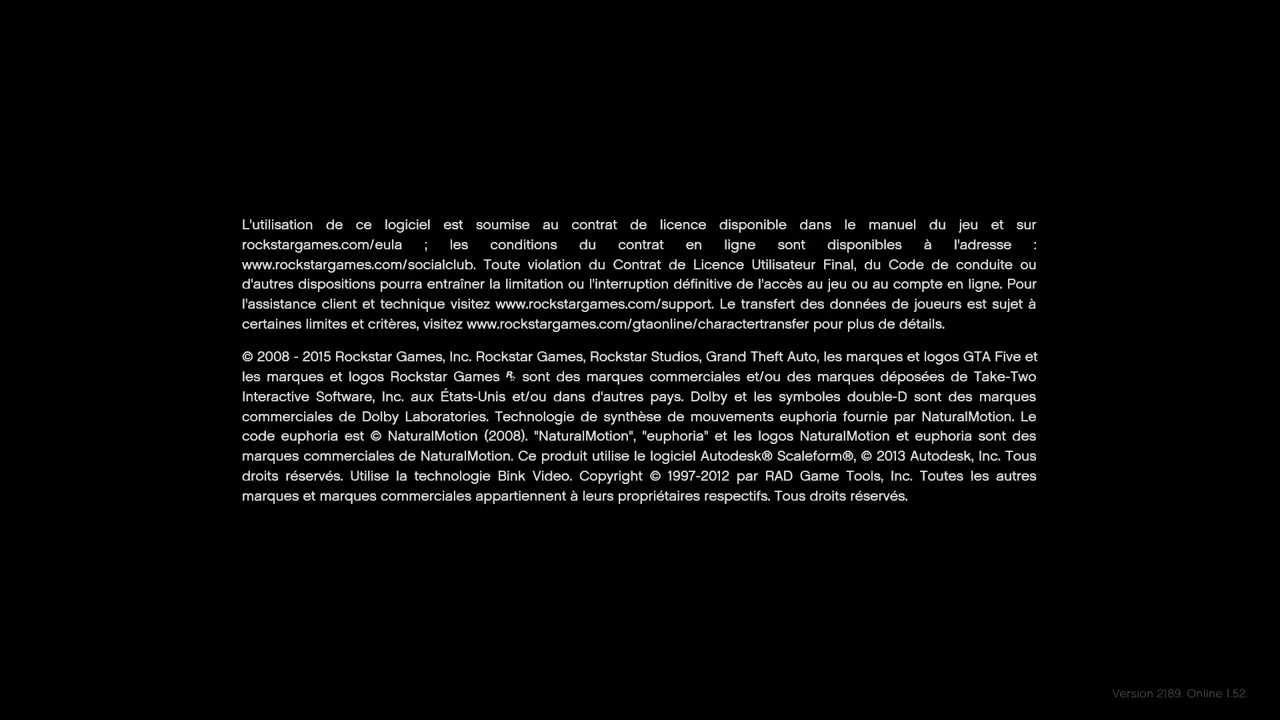 L'utilisation de ce logiciel est soumise au contrat de licence disponible dans le manuel du jeu et sur
rockstargames.com/eula ; les conditions du contrat en ligne sont disponibles à l'adresse :
www.rockstargames.com/socialclub. Toute violation du Contrat de Licence Utilisateur Final, du Code de conduite ou
d'autres dispositions pourra entraîner la limitation ou l'interruption définitive de l'accès au jeu ou au compte en ligne. Pour
l'assistance client et technique visitez www.rockstargames.com/support. Le transfert des données de joueurs est sujet à
certaines limites et critères, visitez www.rockstargames.com/gtaonline/charactertransfer pour plus de détails.
© 2008 - 2015 Rockstar Games, Inc. Rockstar Games, Rockstar Studios, Grand Theft Auto, les marques et logos GTA Five et
les marques et logos Rockstar Games R* sont des marques commerciales et/ou des marques déposées de Take-Two
Interactive Software, Inc. aux États-Unis et/ou dans d'autres pays. Dolby et les symboles double-D sont des marques
commerciales de Dolby Laboratories. Technologie de synthèse de mouvements euphoria fournie par NaturalMotion. Le
code euphoria est © NaturalMotion (2008). "NaturalMotion", "euphoria" et les logos NaturalMotion et euphoria sont des
marques commerciales de NaturalMotion. Ce produit utilise le logiciel Autodesk® Scaleform®, © 2013 Autodesk, Inc. Tous
droits réservés. Utilise la technologie Bink Video. Copyright © 1997-2012 par RAD Game Tools, Inc. Toutes les autres
marques et marques commerciales appartiennent à leurs propriétaires respectifs. Tous droits réservés.
Version 2189. Online 1.52.